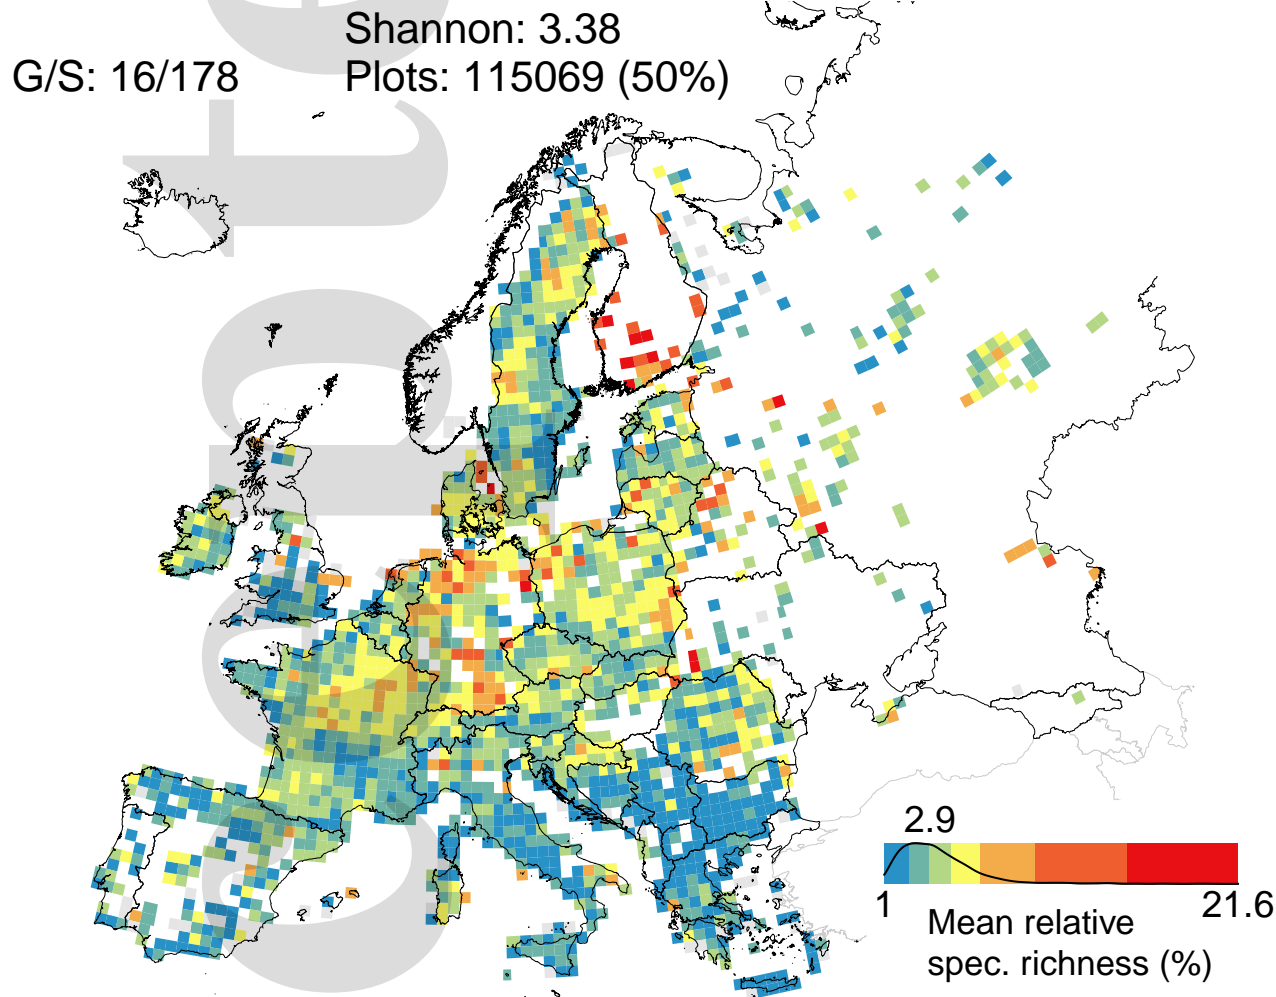 Shannon: 3.38
G/S: 16/178
Plots: 115069 (50%)
2.9
1
21.6
Mean relative
spec. richness (%)